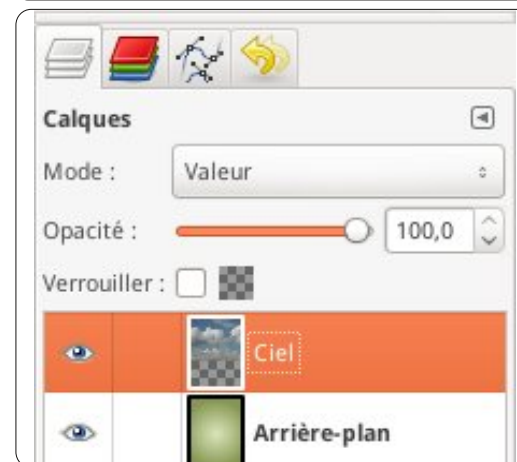 Calques
Mode : Valeur
Opacité : 100,0
Verrouiller :
Ciel
Arrière-plan